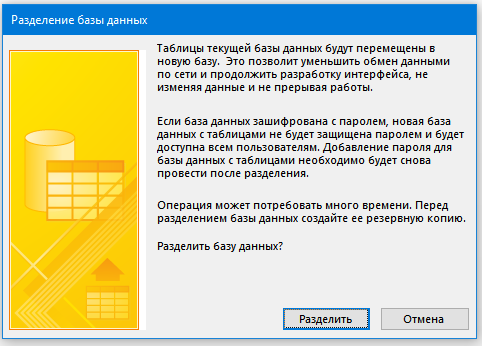 Разделение базы данных
Таблицы текущей базы данных будут перемещены в
новую базу.  Это позволит уменьшить обмен данными
по сети и продолжить разработку интерфейса, не
изменяя данные и не прерывая работы.
Если база данных зашифрована с паролем, новая база
данных с таблицами не будет защищена паролем и будет
доступна всем пользователям. Добавление пароля для
базы данных с таблицами необходимо будет снова
провести после разделения.
Операция может потребовать много времени. Перед
разделением базы данных создайте ее резервную копию.
Разделить базу данных?
Разделить
Отмена